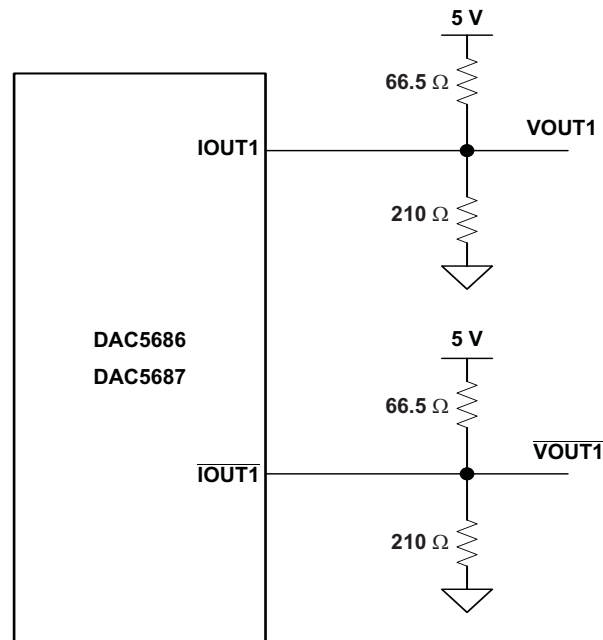 5 V
66.5 Ω
IOUT1
VOUT1
210 Ω
DAC5686
DAC5687
5 V
66.5 Ω
IOUT1
VOUT1
210 Ω